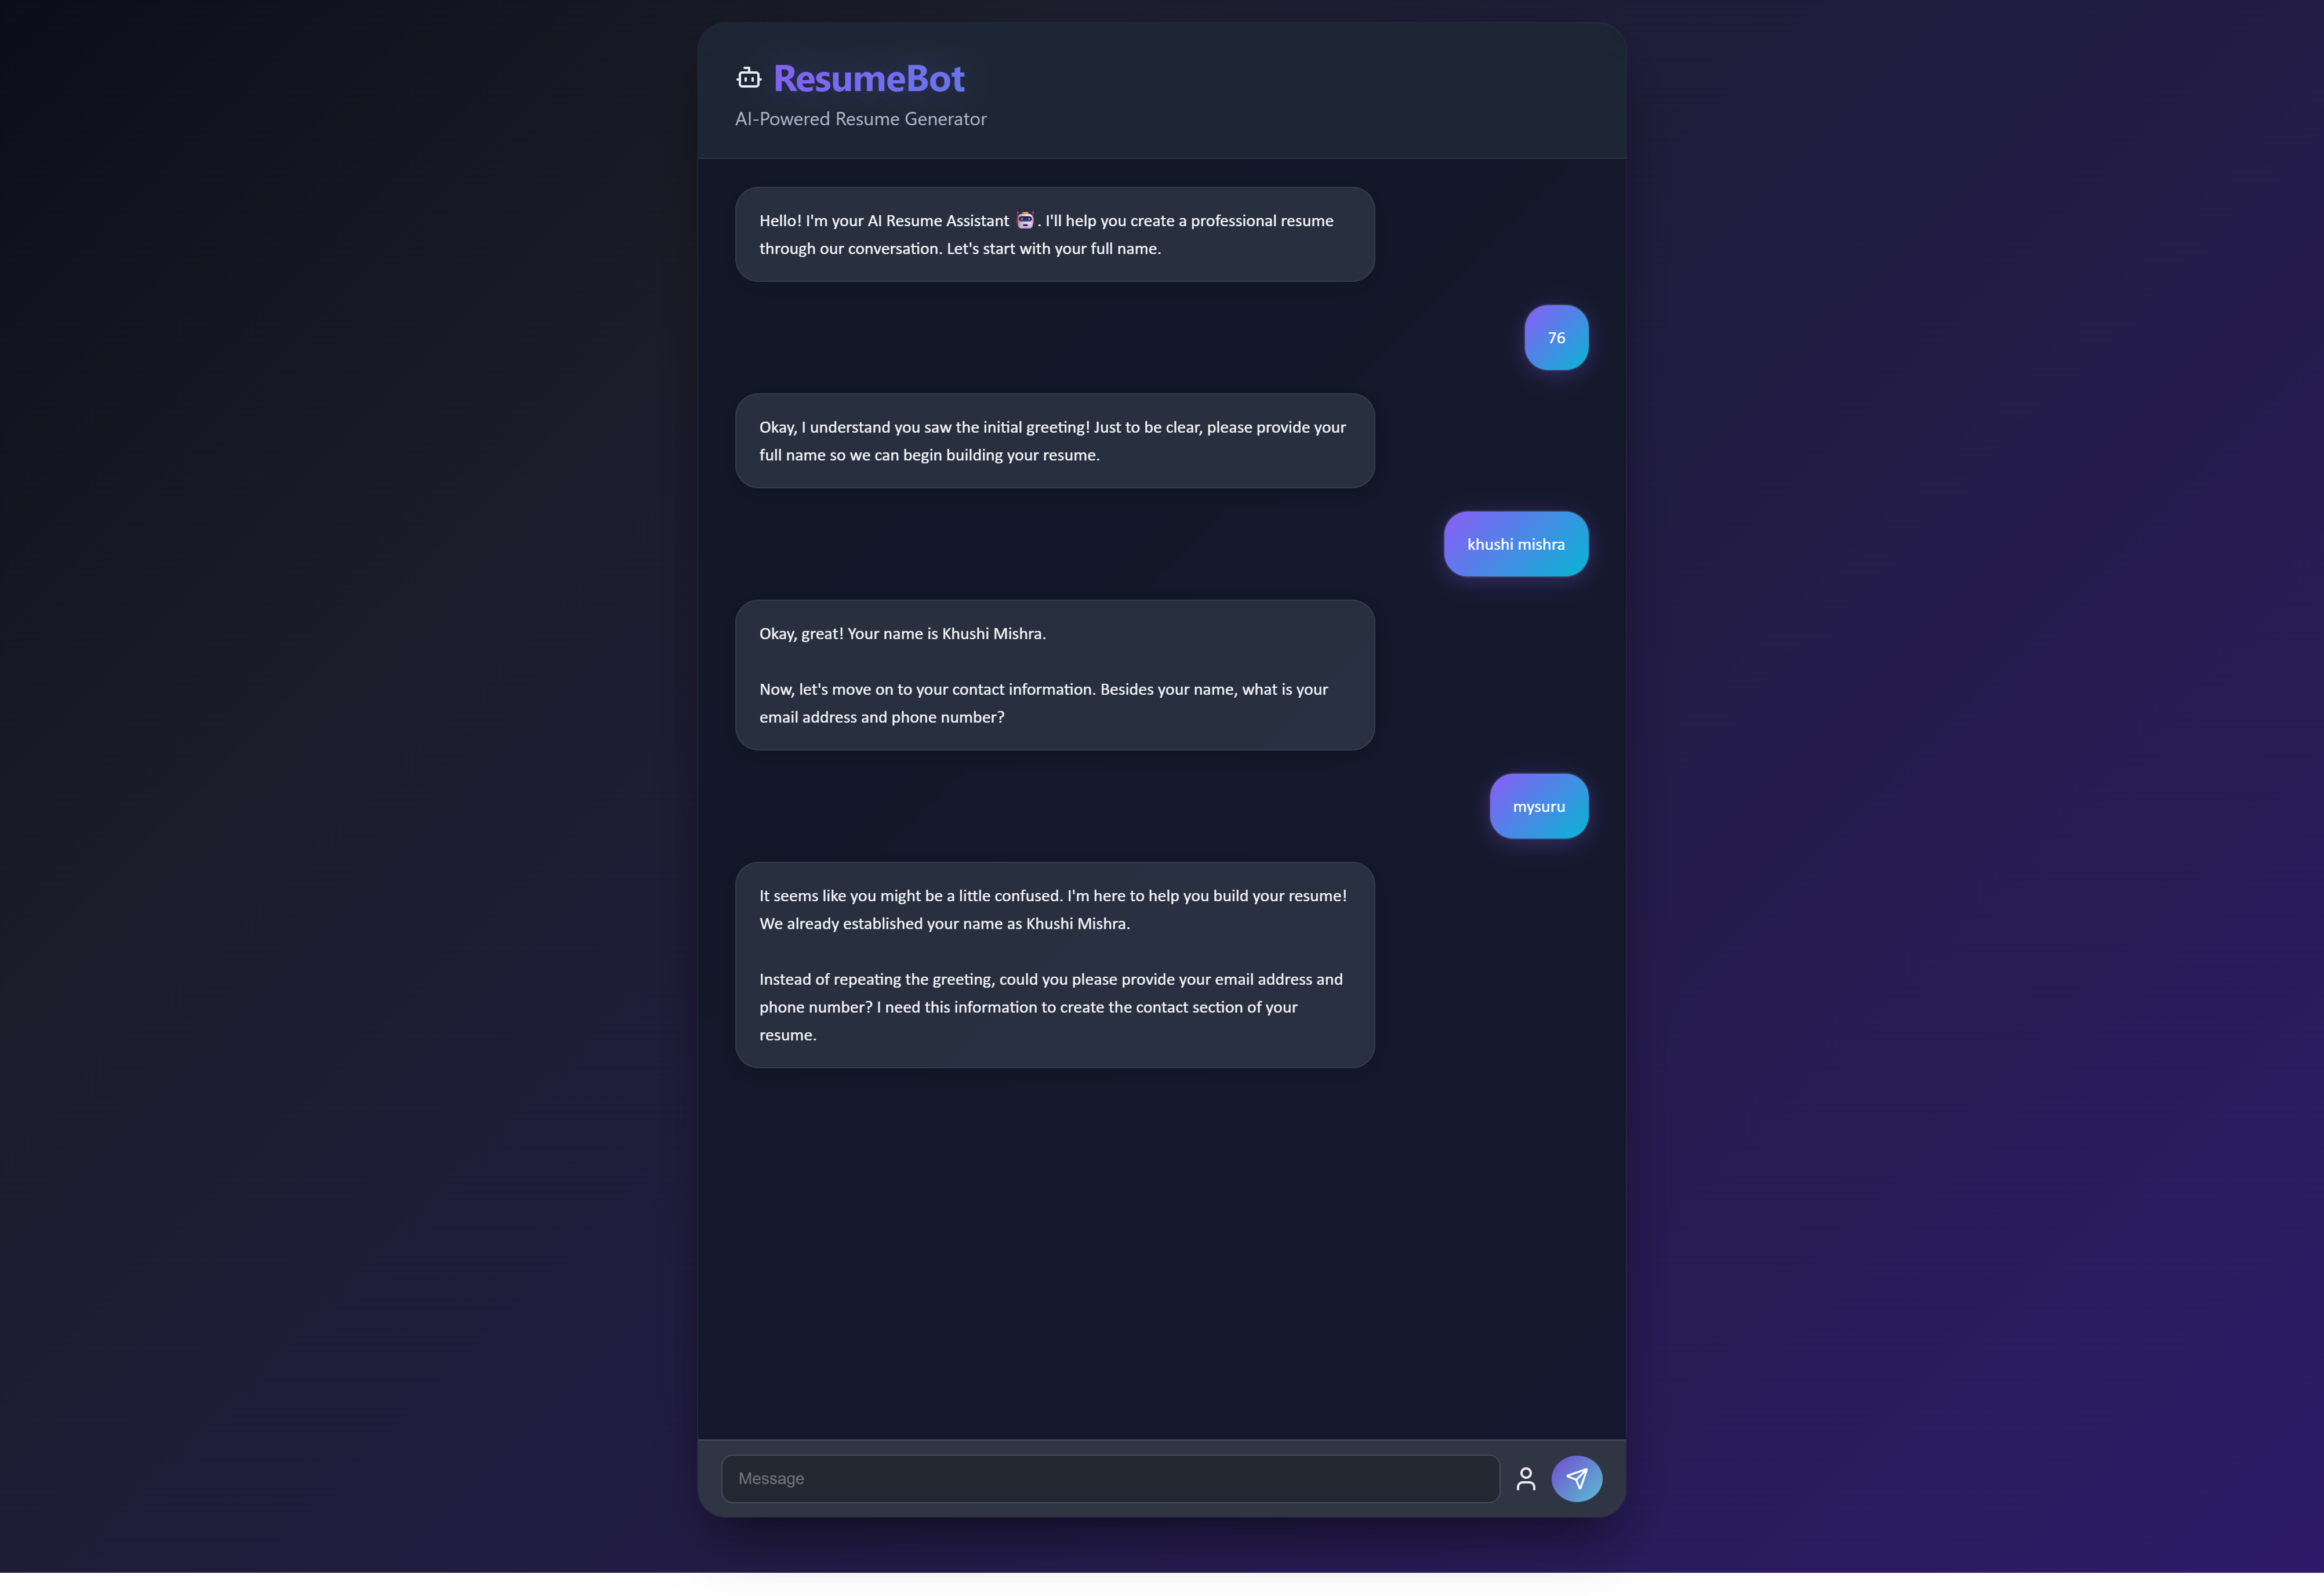 ResumeBot
AI-Powered Resume Generator
Hello! I'm your AI Resume Assistant 🤖. I'll help you create a professional resume
through our conversation. Let's start with your full name.
76
Okay, I understand you saw the initial greeting! Just to be clear, please provide your
full name so we can begin building your resume.
khushi mishra
Okay, great! Your name is Khushi Mishra.
Now, let's move on to your contact information. Besides your name, what is your
email address and phone number?
mysuru
It seems like you might be a little confused. I'm here to help you build your resume!
We already established your name as Khushi Mishra.
Instead of repeating the greeting, could you please provide your email address and
phone number? I need this information to create the contact section of your
resume.
Message